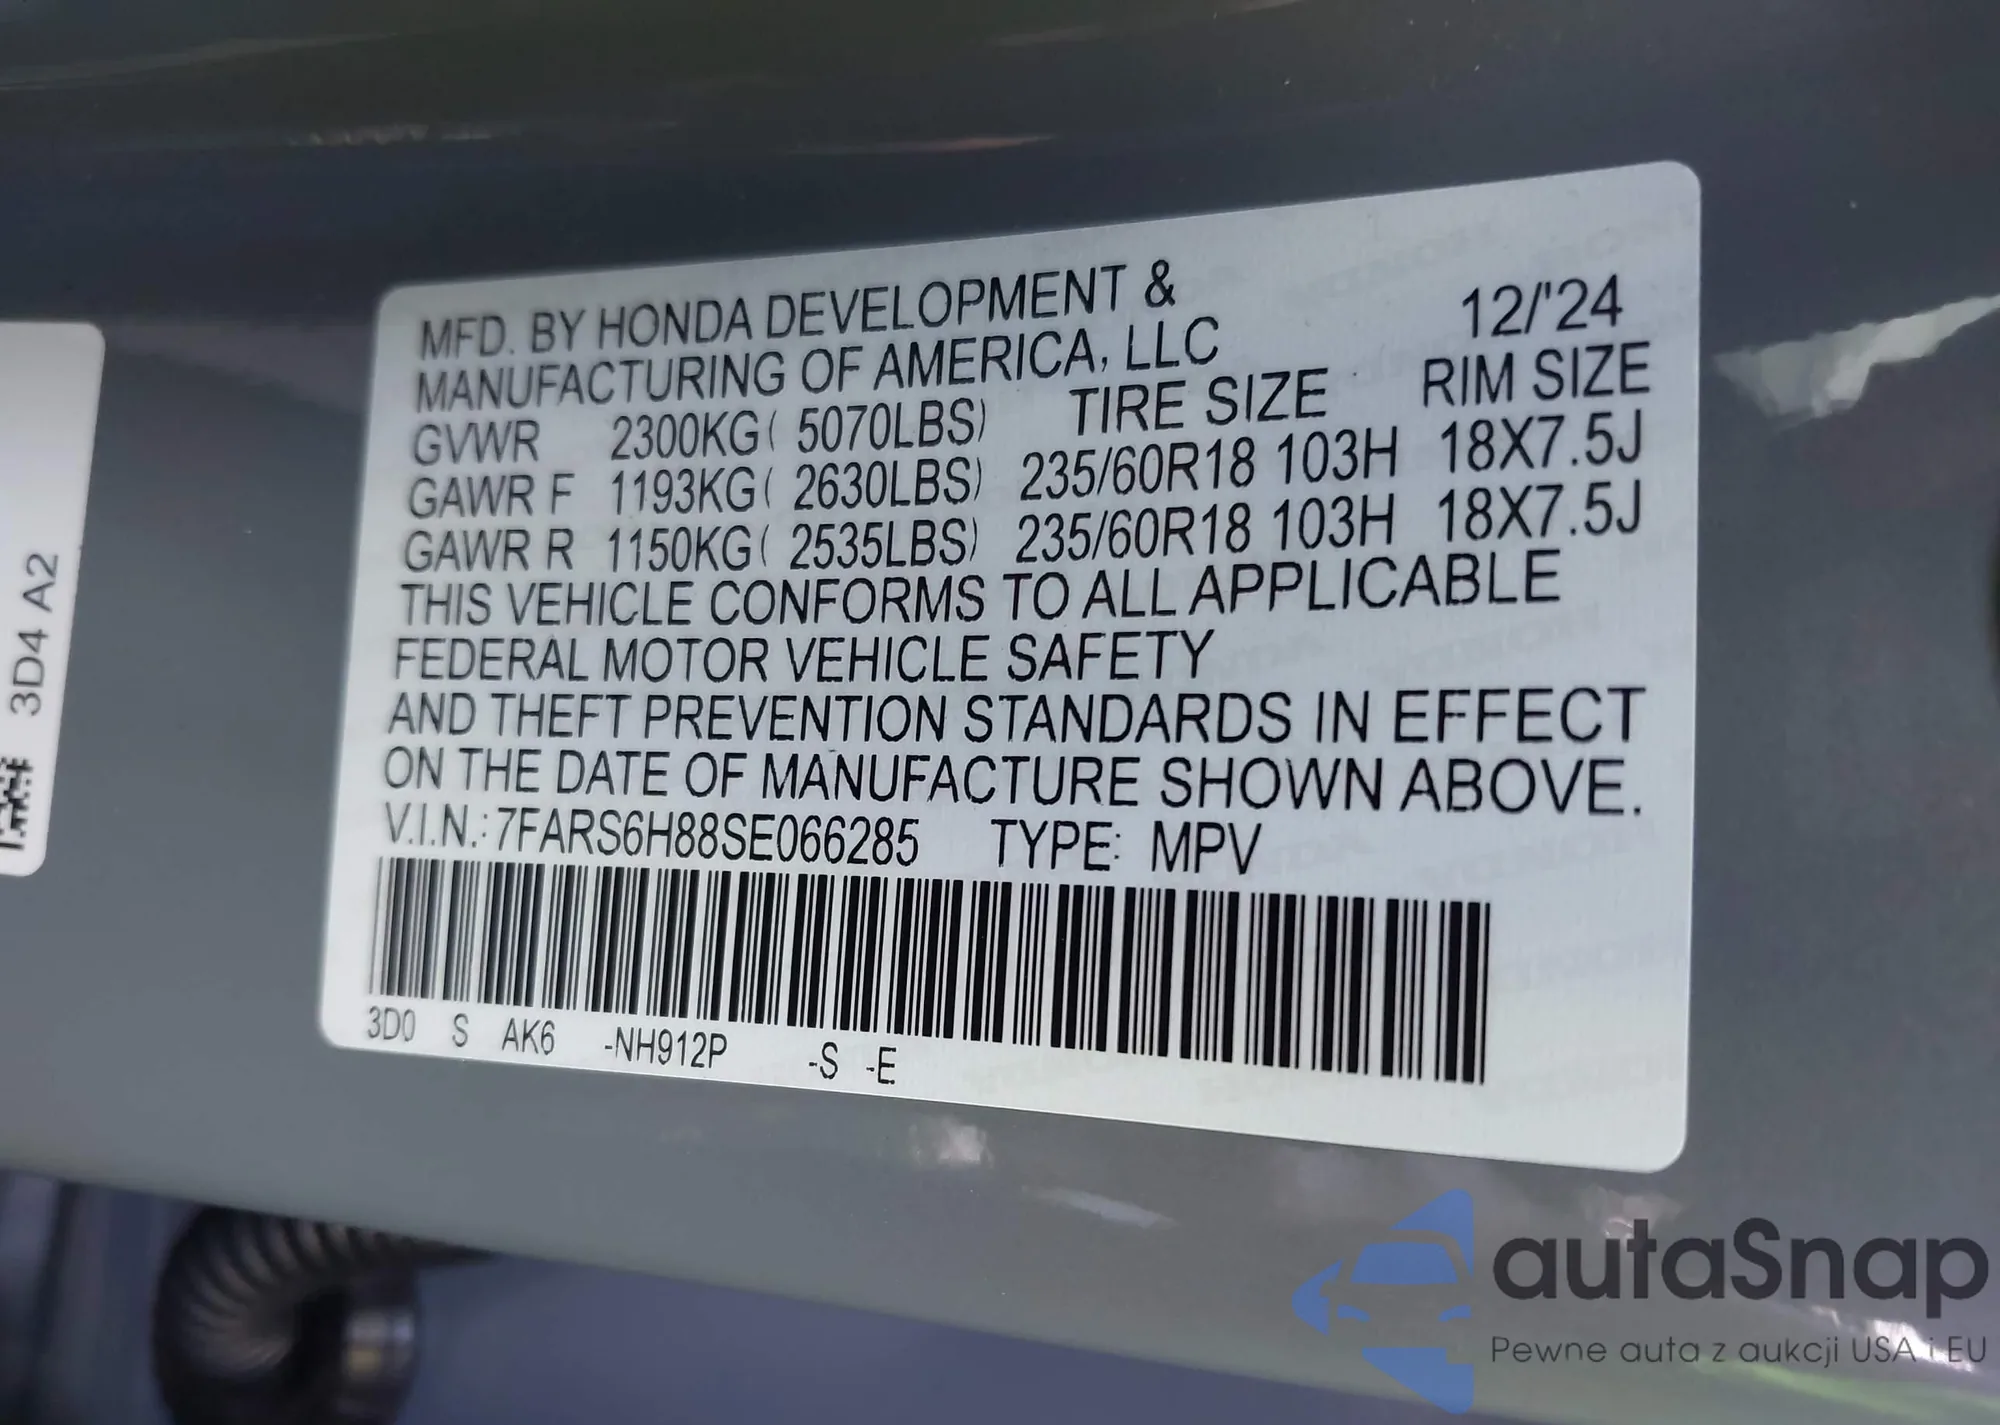 MFD. BY HONDA DEVELOPMENT &
MANUFACTURING OF AMERICA, LLC 12/'24
GVWR 2300KG( 5070LBS) TIRE SIZE RIM SIZE
GAWR F 1193KG( 2630LBS) 235/60R18 103H 18X7.5J
GAWR R 1150KG( 2535LBS) 235/60R18 103H 18X7.5J
THIS VEHICLE CONFORMS TO ALL APPLICABLE
FEDERAL MOTOR VEHICLE SAFETY
AND THEFT PREVENTION STANDARDS IN EFFECT
ON THE DATE OF MANUFACTURE SHOWN ABOVE.
V.I.N.: 7FARS6H88SE066285 TYPE: MPV
3D0 S AK6 -NH912P -S -E
3D4 A2
autaSnap
Pewne auta z aukcji USA i EU